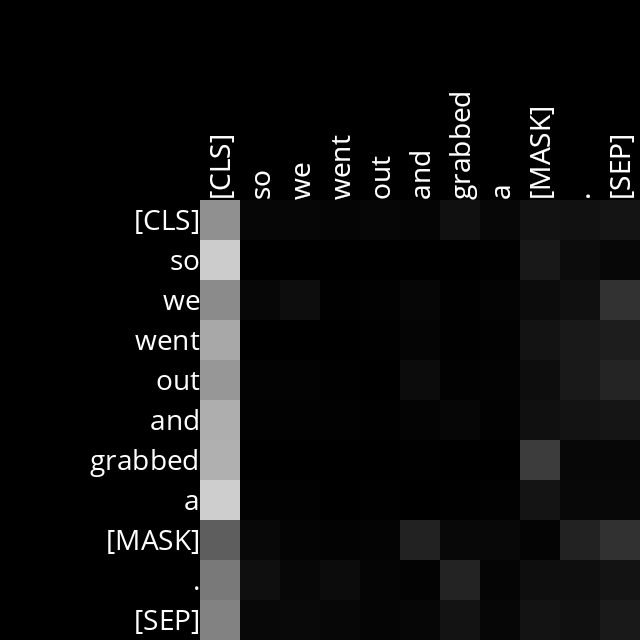 [CLS] so we went out and grabbed a [MASK] . [SEP]
[CLS]
so
we
went
out
and
grabbed
a
[MASK]
.
[SEP]